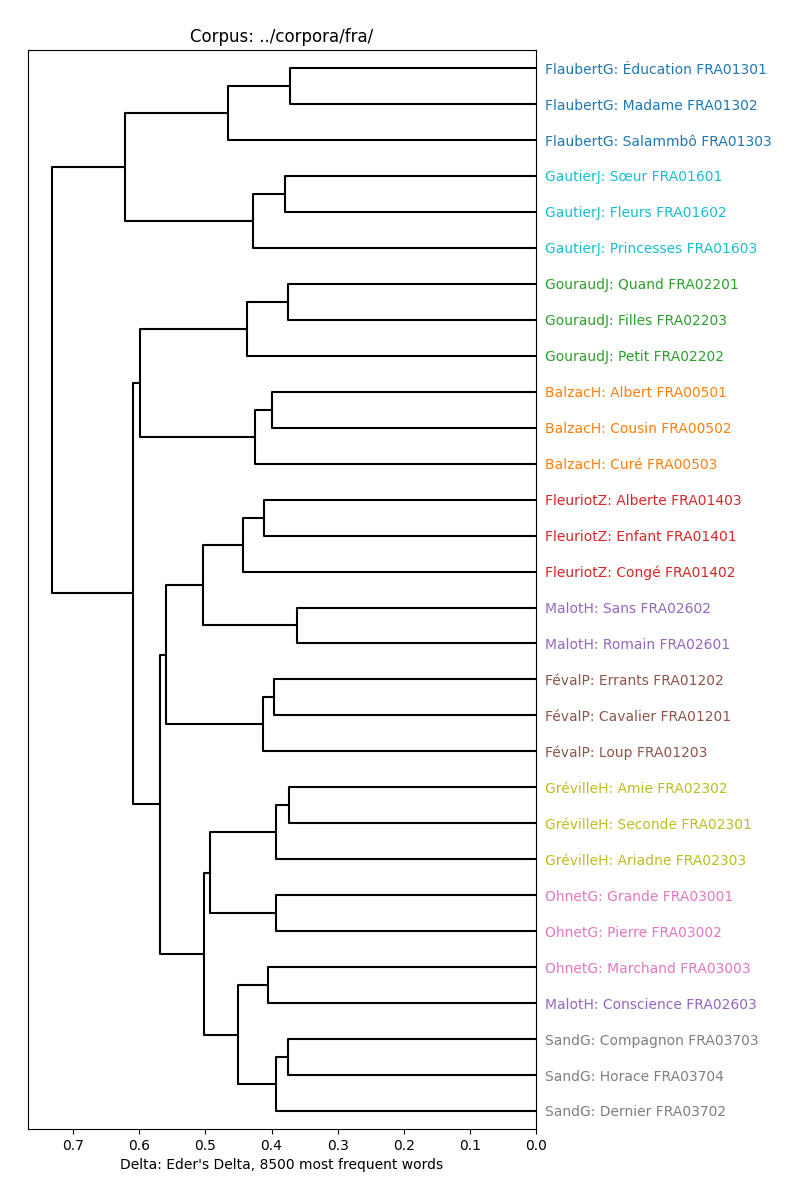 Corpus: ../corpora/fra/
FlaubertG: Éducation FRA01301
FlaubertG: Madame FRA01302
FlaubertG: Salammbô FRA01303
GautierJ: Sœur FRA01601
GautierJ: Fleurs FRA01602
GautierJ: Princesses FRA01603
GouraudJ: Quand FRA02201
GouraudJ: Filles FRA02203
GouraudJ: Petit FRA02202
BalzacH: Albert FRA00501
BalzacH: Cousin FRA00502
BalzacH: Curé FRA00503
FleuriotZ: Alberte FRA01403
FleuriotZ: Enfant FRA01401
FleuriotZ: Congé FRA01402
MalotH: Sans FRA02602
MalotH: Romain FRA02601
FévalP: Errants FRA01202
FévalP: Cavalier FRA01201
FévalP: Loup FRA01203
GrévilleH: Amie FRA02302
GrévilleH: Seconde FRA02301
GrévilleH: Ariadne FRA02303
OhnetG: Grande FRA03001
OhnetG: Pierre FRA03002
OhnetG: Marchand FRA03003
MalotH: Conscience FRA02603
SandG: Compagnon FRA03703
SandG: Horace FRA03704
SandG: Dernier FRA03702
0.7 0.6 0.5 0.4 0.3 0.2 0.1 0.0
Delta: Eder's Delta, 8500 most frequent words